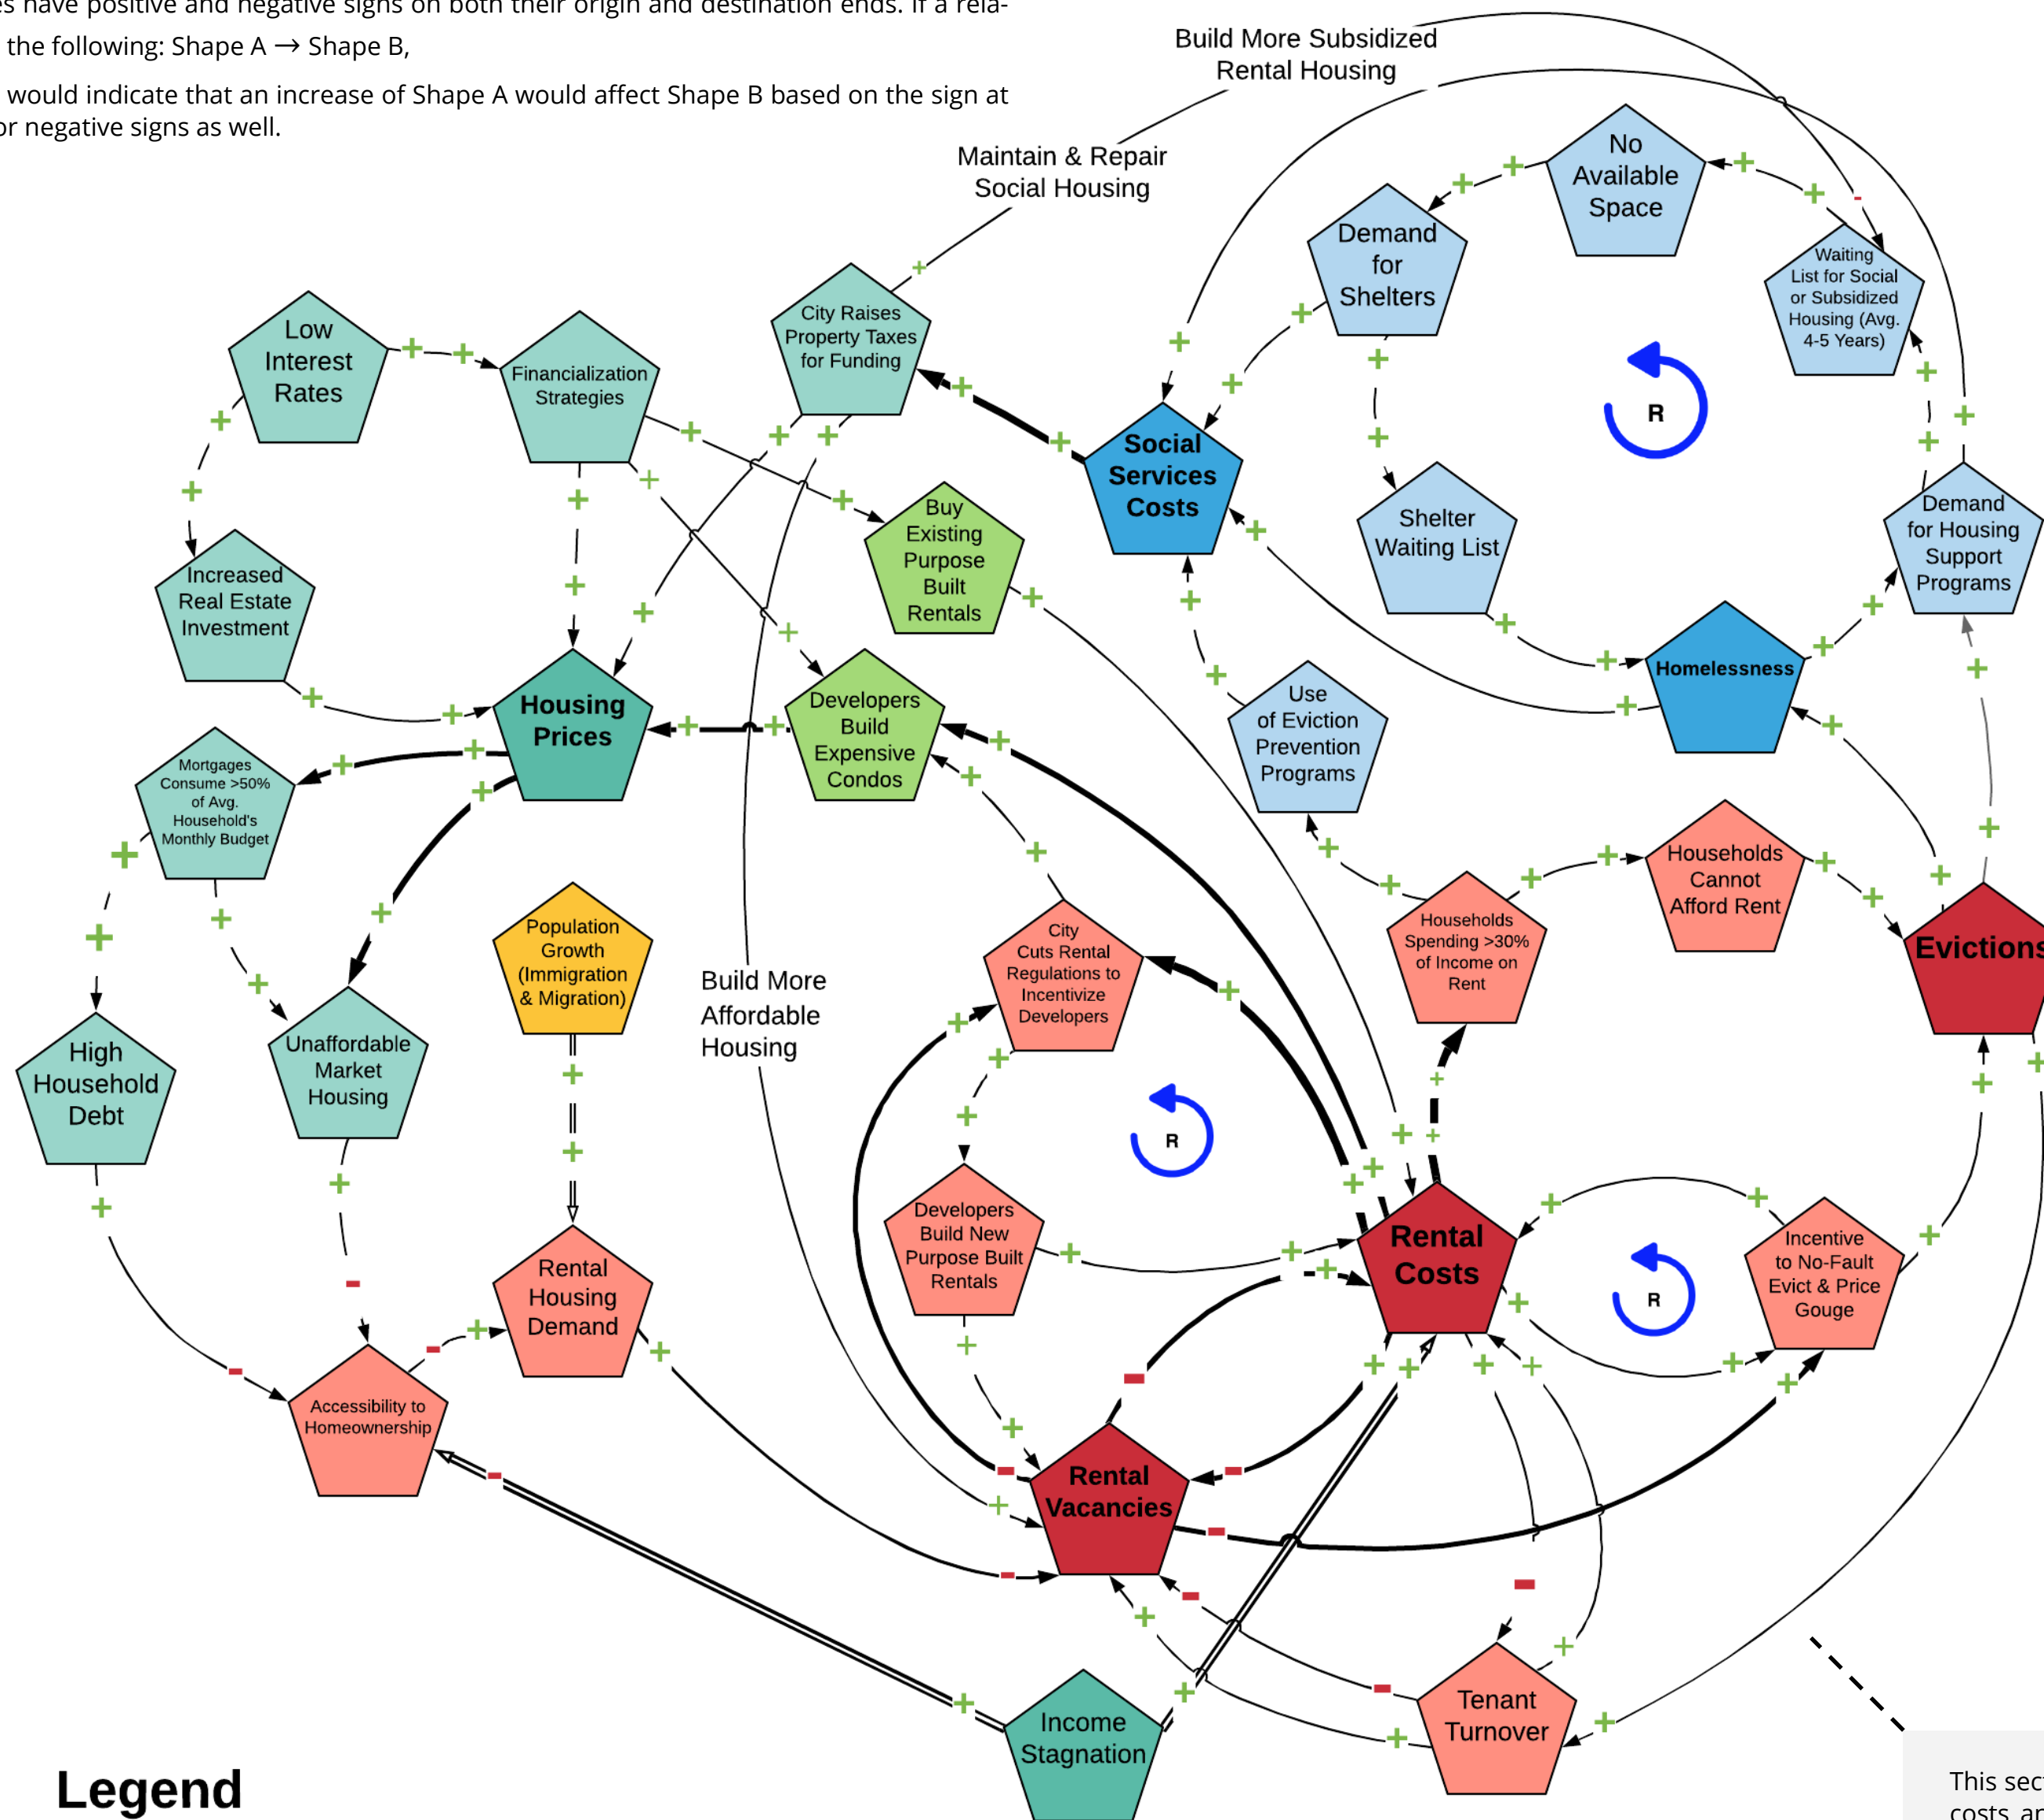 es have positive and negative signs on both their origin and destination ends. If a rela-
the following: Shape A → Shape B,
would indicate that an increase of Shape A would affect Shape B based on the sign at
or negative signs as well.
Build More Subsidized
Rental Housing
Maintain & Repair
Social Housing
No
Available
Space
Demand
for
Shelters
Waiting
List for Social
or Subsidized
Housing (Avg.
4-5 Years)
City Raises
Property Taxes
for Funding
Low
Interest
Rates
Financialization
Strategies
R
Social
Services
Costs
Buy
Existing
Purpose
Built
Rentals
Shelter
Waiting List
Demand
for Housing
Support
Programs
Increased
Real Estate
Investment
Homelessness
Housing
Prices
Developers
Build
Expensive
Condos
Use
of Eviction
Prevention
Programs
Mortgages
Consume >50%
of Avg.
Household's
Monthly Budget
Households
Cannot
Afford Rent
Population
Growth
(Immigration
& Migration)
City
Cuts Rental
Regulations to
Incentivize
Developers
Households
Spending >30%
of Income on
Rent
Evictions
Build More
Affordable
Housing
High
Household
Debt
Unaffordable
Market
Housing
R
Developers
Build New
Purpose Built
Rentals
Rental
Costs
R
Incentive
to No-Fault
Evict & Price
Gouge
Rental
Housing
Demand
Accessibility to
Homeownership
Rental
Vacancies
Income
Stagnation
Tenant
Turnover
Legend
This sect
costs an